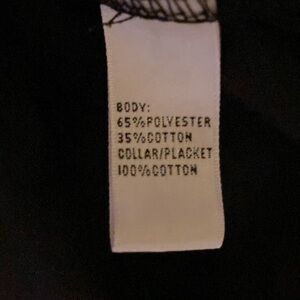 BODY:
65%POLYESTER
35%COTTON
COLLAR/PLACKET
100%COTTON